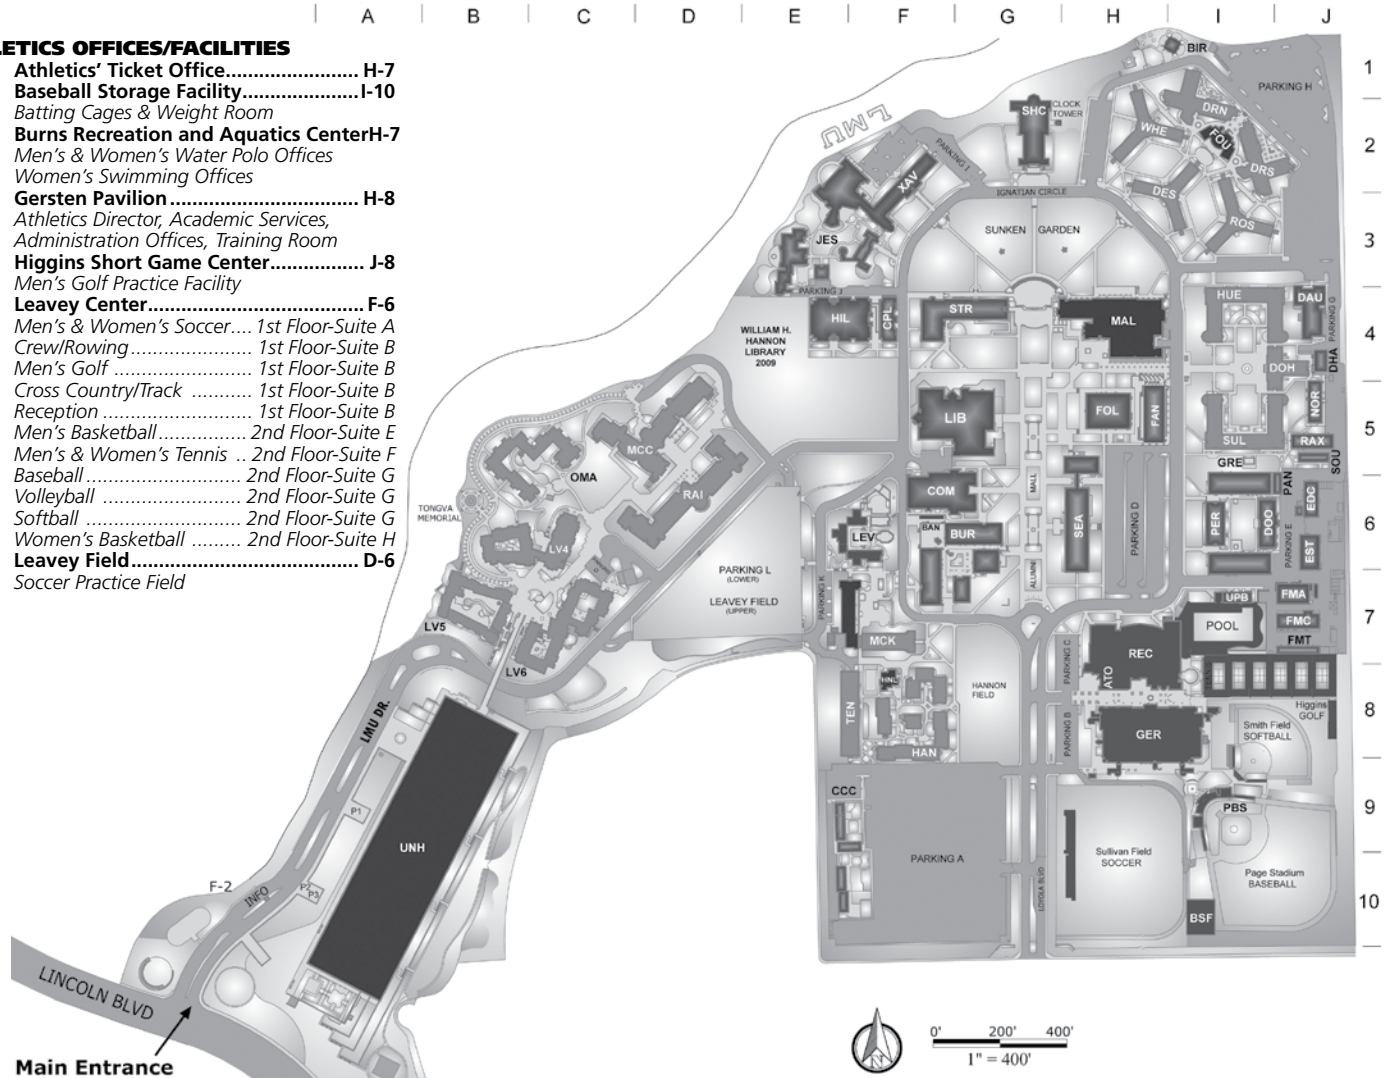 A B C D E F G H I J
LETICS OFFICES/FACILITIES
Athletics' Ticket Office........................ H-7
Baseball Storage Facility....................I-10
Batting Cages & Weight Room
Burns Recreation and Aquatics CenterH-7
Men's & Women's Water Polo Offices
Women's Swimming Offices
Gersten Pavilion ................................. H-8
Athletics Director, Academic Services,
Administration Offices, Training Room
Higgins Short Game Center................. J-8
Men's Golf Practice Facility
Leavey Center...................................... F-6
Men's & Women's Soccer.... 1st Floor-Suite A
Crew/Rowing..................... 1st Floor-Suite B
Men's Golf ........................ 1st Floor-Suite B
Cross Country/Track ........... 1st Floor-Suite B
Reception .......................... 1st Floor-Suite B
Men's Basketball................ 2nd Floor-Suite E
Men's & Women's Tennis .. 2nd Floor-Suite F
Baseball ............................ 2nd Floor-Suite G
Volleyball ......................... 2nd Floor-Suite G
Softball ............................ 2nd Floor-Suite G
Women's Basketball ......... 2nd Floor-Suite H
Leavey Field......................................... D-6
Soccer Practice Field
1
2
3
4
5
6
7
8
9
10
BIR
PARKING H
LMU
SHC
CLOCK
TOWER
DRN
WHE
FOU
DRS
DES
ROS
PARKING I
XAV
IGNATIAN CIRCLE
JES
SUNKEN GARDEN
PARKING J
HIL
CPL
STR
MAL
HUE
DAU
PARKING G
WILLIAM H.
HANNON
LIBRARY
2009
DHA
DOH
LIB
FOL
FAN
NOR
SUL
RAX
SOU
GRE
PAN
MCC
OMA
RAI
TONGVA
MEMORIAL
LV4
LV5
LV6
COM
MALL
BAN
BUR
SEA
PARKING D
PER
DOO
EDC
PARKING E
EST
LEV
ALUMNI
PARKING L
(LOWER)
LEAVEY FIELD
(UPPER)
PARKING K
MCK
UPB
FMA
POOL
FMC
FMT
PARKING C
REC
ATO
HNL
HANNON
FIELD
TEN
HAN
PARKING B
GER
Higgins
GOLF
Smith Field
SOFTBALL
LMU DR.
P1
UNH
CCC
PARKING A
PBS
Sullivan Field
SOCCER
Page Stadium
BASEBALL
LOYOLA BLVD
BSF
F-2
INFO
P2
P3
LINCOLN BLVD
Main Entrance
N
0' 200' 400'
1" = 400'